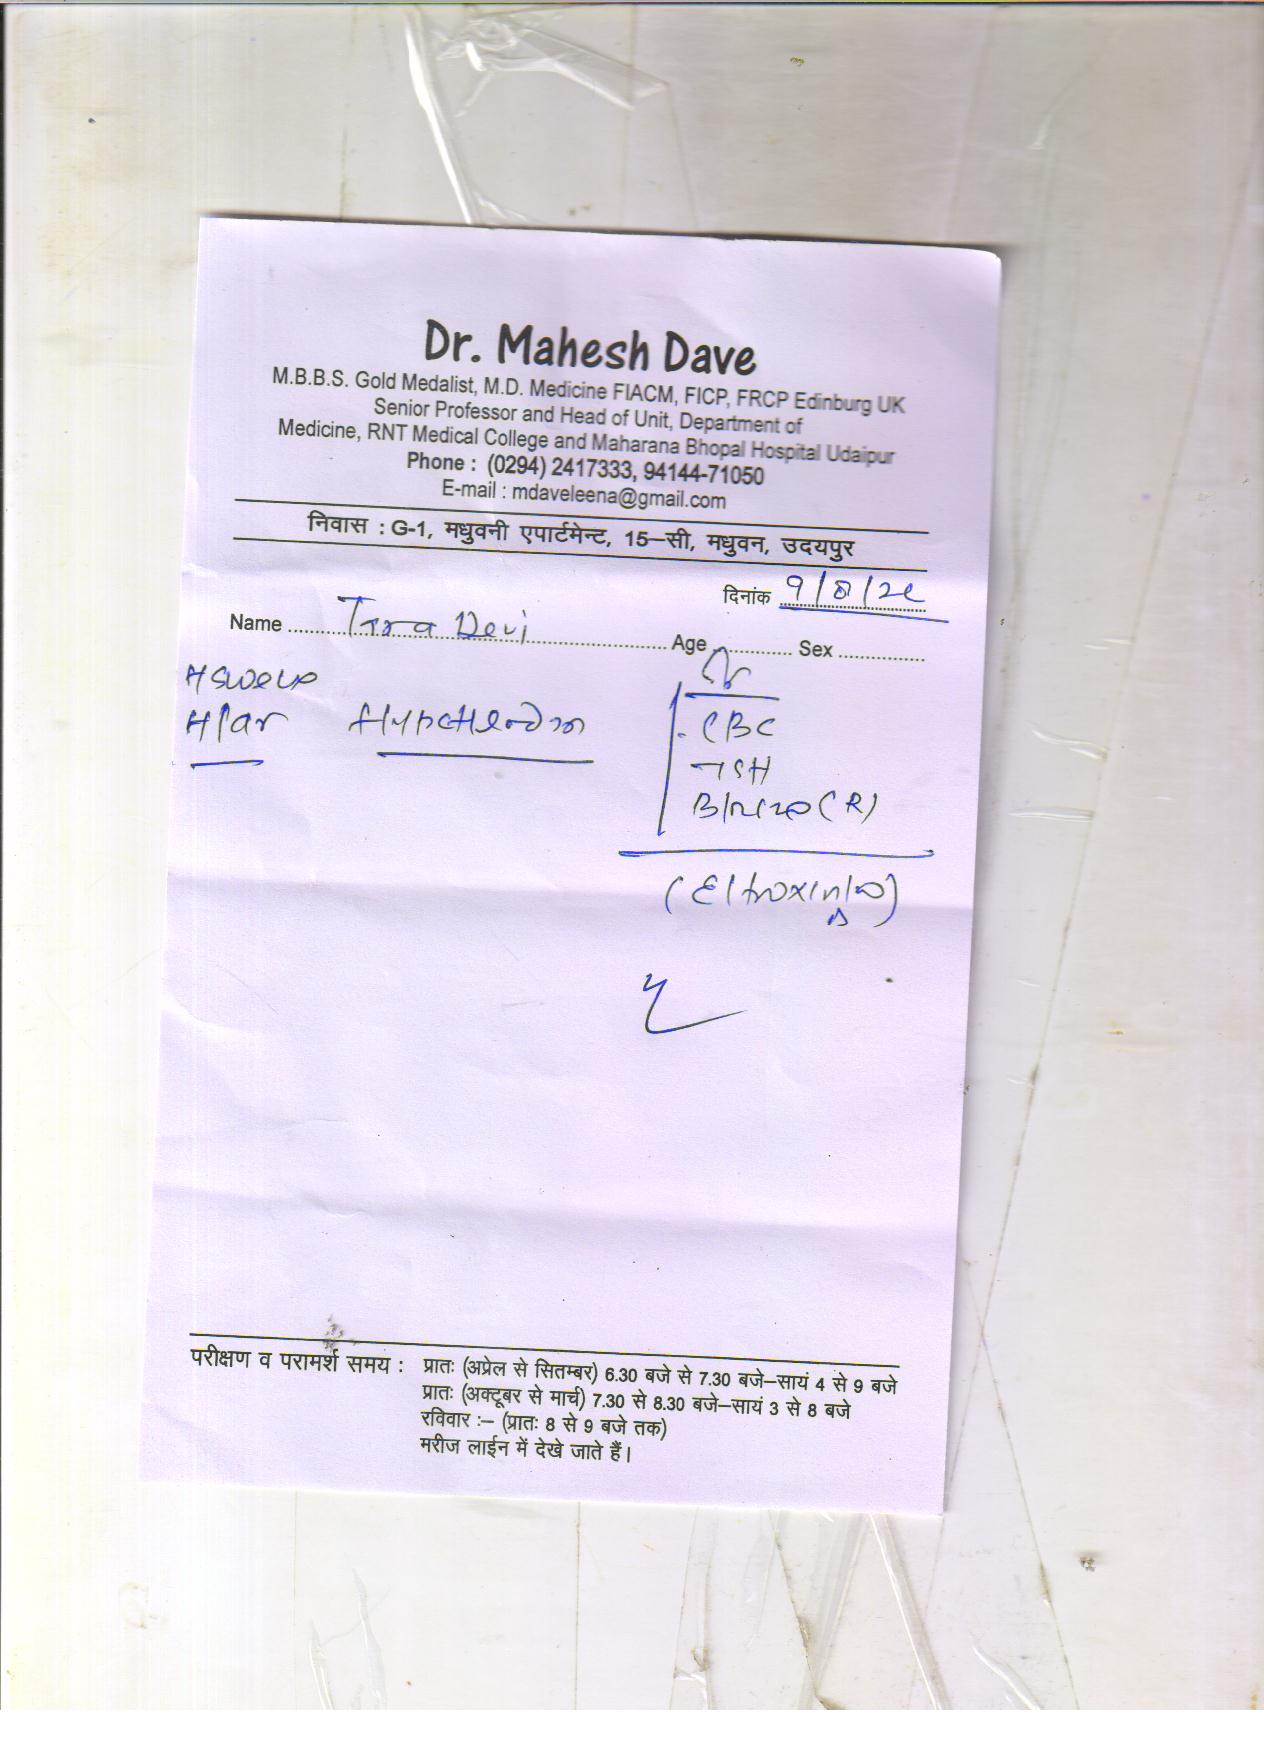 Dr. Mahesh Dave
M.B.B.S. Gold Medalist, M.D. Medicine FIACM, FICP, FRCP Edinburg UK
Senior Professor and Head of Unit, Department of
Medicine, RNT Medical College and Maharana Bhopal Hospital Udaipur
Phone : (0294) 2417333, 94144-71050
E-mail : mdaveleena@gmail.com
निवास : G-1, मधुवनी एपार्टमेन्ट, 15–सी, मधुवन, उदयपुर
दिनांक 9/8/22
Name Tara Devi Age Sex
CBC
TSH
(Eltroxin
परीक्षण व परामर्श समय : प्रातः (अप्रेल से सितम्बर) 6.30 बजे से 7.30 बजे–सायं 4 से 9 बजे
प्रातः (अक्टूबर से मार्च) 7.30 से 8.30 बजे–सायं 3 से 8 बजे
रविवार :– (प्रातः 8 से 9 बजे तक)
मरीज लाईन में देखे जाते हैं।